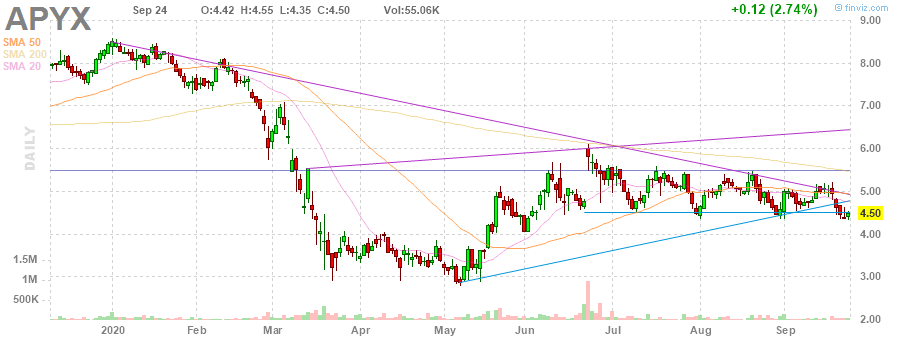 APYX
Sep 24 O:4.42 H:4.55 L:4.35 C:4.50 Vol:55.06K +0.12 (2.74%)
finviz.com
SMA 50
SMA 200
SMA 20
DAILY
9.00
8.00
7.00
6.00
5.00
4.50
4.00
3.00
2.00
1.5M
1M
500K
2020 Feb Mar Apr May Jun Jul Aug Sep